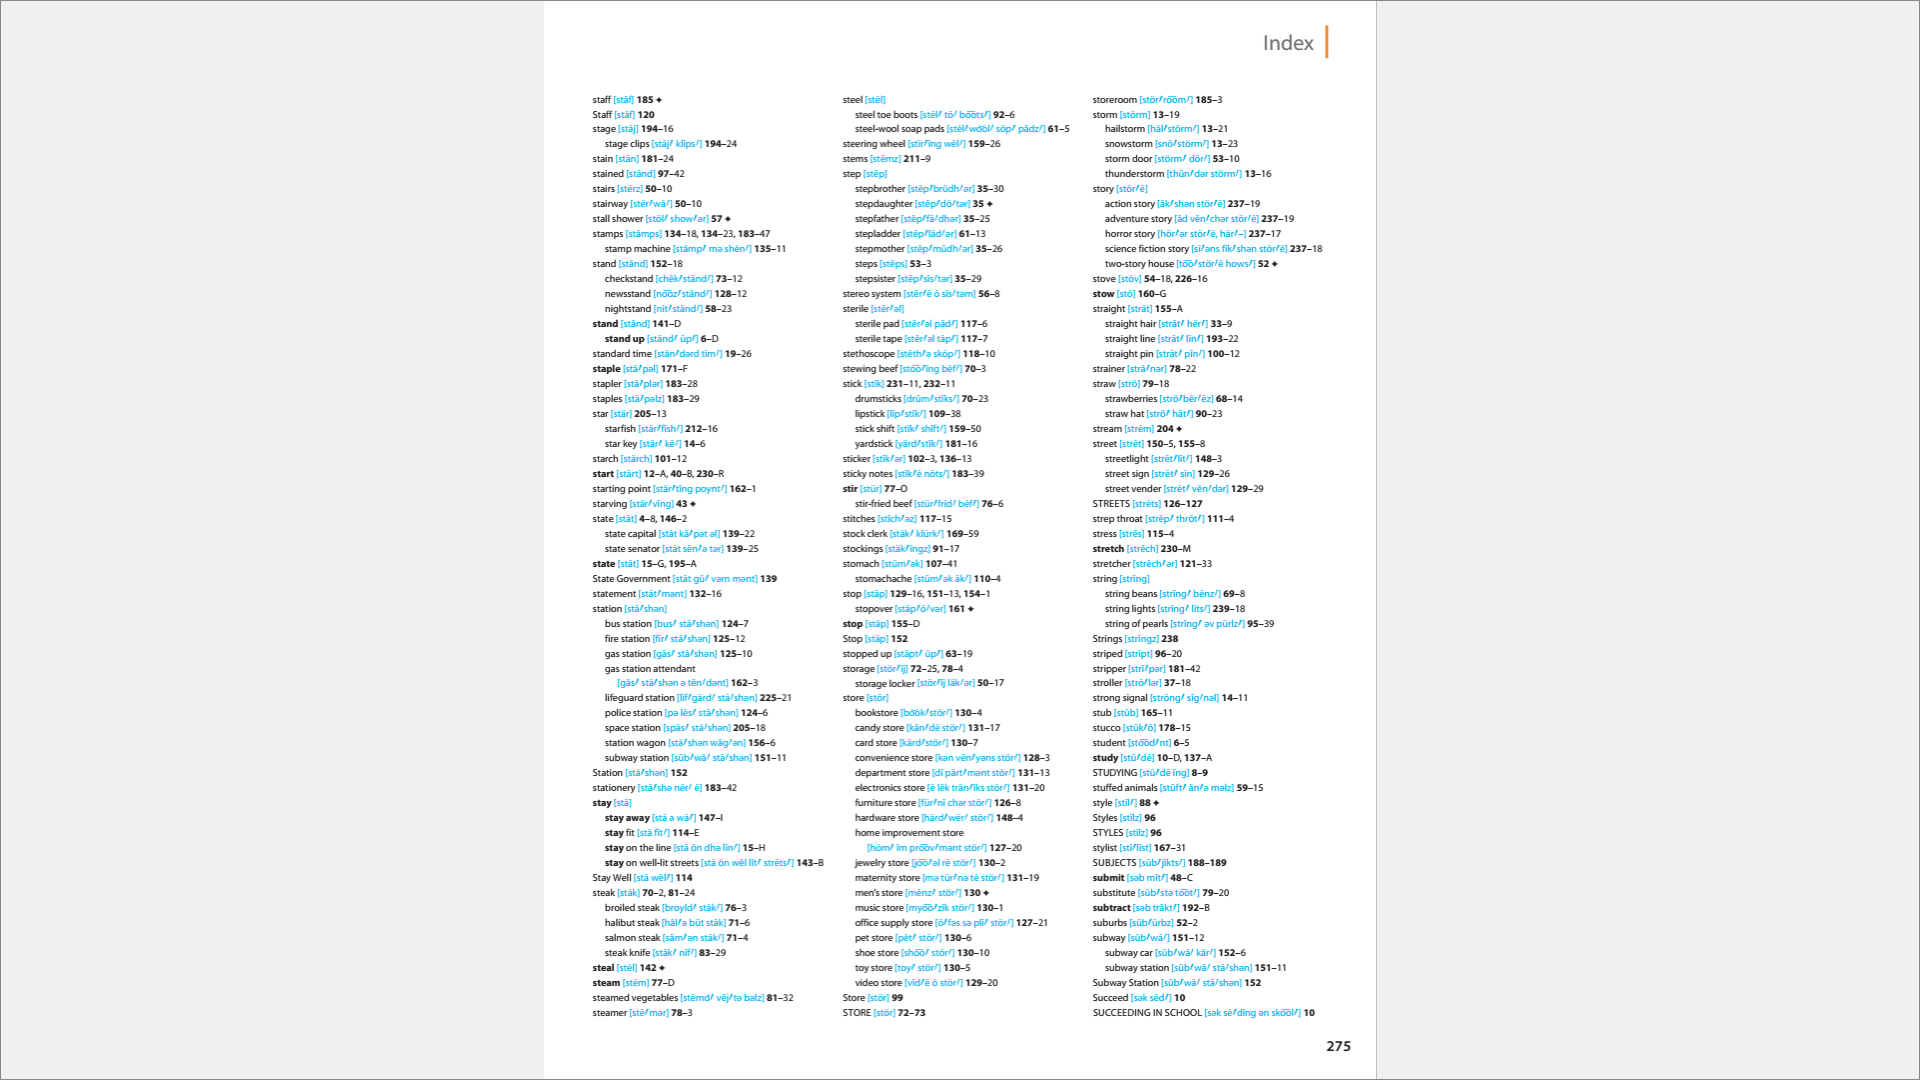 Index
staff [stăf] 185 ✦
Staff [stăf] 120
stage [stāj] 194–16
stage clips [stāj′ klĭps′] 194–24
stain [stān] 181–24
stained [stānd] 97–42
stairs [stërz] 50–10
stairway [stër′wā′] 50–10
stall shower [stöl′ show′ər] 57 ✦
stamps [stămps] 134–18, 134–23, 183–47
stamp machine [stămp′ mə shēn′] 135–11
stand [stănd] 152–18
checkstand [chĕk′stănd′] 73–12
newsstand [no͞oz′stănd′] 128–12
nightstand [nīt′stănd′] 58–23
stand [stănd] 141–D
stand up [stănd′ ŭp′] 6–D
standard time [stăn′dərd tīm′] 19–26
staple [stā′pəl] 171–F
stapler [stā′plər] 183–28
staples [stā′pəlz] 183–29
star [stär] 205–13
starfish [stär′fĭsh′] 212–16
star key [stär′ kē′] 14–6
starch [stärch] 101–12
start [stärt] 12–A, 40–B, 230–R
starting point [stär′tĭng poynt′] 162–1
starving [stär′vĭng] 43 ✦
state [stāt] 4–8, 146–2
state capital [stāt kă′pət əl] 139–22
state senator [stāt sĕn′ə tər] 139–25
state [stāt] 15–G, 195–A
State Government [stāt gŭ′ vərn mənt] 139
statement [stāt′mənt] 132–16
station [stā′shən]
bus station [bus′ stā′shən] 124–7
fire station [fīr′ stā′shən] 125–12
gas station [găs′ stā′shən] 125–10
gas station attendant
[găs′ stā′shən ə tĕn′dənt] 162–3
lifeguard station [līf′gärd′ stā′shən] 225–21
police station [pə lēs′ stā′shən] 124–6
space station [spās′ stā′shən] 205–18
station wagon [stā′shən wăg′ən] 156–6
subway station [sŭb′wā′ stā′shən] 151–11
Station [stā′shən] 152
stationery [stā′shə nĕr′ ē] 183–42
stay [stā]
stay away [stā ə wā′] 147–I
stay fit [stā fĭt′] 114–E
stay on the line [stā ön dhə līn′] 15–H
stay on well-lit streets [stā ön wĕl lĭt′ strēts′] 143–B
Stay Well [stā wĕl′] 114
steak [stāk] 70–2, 81–24
broiled steak [broyld′ stāk′] 76–3
halibut steak [hăl′ə bŭt stāk] 71–6
salmon steak [săm′ən stāk′] 71–4
steak knife [stāk′ nīf′] 83–29
steal [stēl] 142 ✦
steam [stēm] 77–D
steamed vegetables [stēmd′ vĕj′tə bəlz] 81–32
steamer [stē′mər] 78–3
steel [stēl]
steel toe boots [stēl′ tō′ bo͞ots′] 92–6
steel-wool soap pads [stēl′wo͝ol′ sōp′ pădz′] 61–5
steering wheel [stïr′ĭng wēl′] 159–26
stems [stĕmz] 211–9
step [stĕp]
stepbrother [stĕp′brŭdh′ər] 35–30
stepdaughter [stĕp′dö′tər] 35 ✦
stepfather [stĕp′fä′dhər] 35–25
stepladder [stĕp′lăd′ər] 61–13
stepmother [stĕp′mŭdh′ər] 35–26
steps [stĕps] 53–3
stepsister [stĕp′sĭs′tər] 35–29
stereo system [stër′ē ō sĭs′təm] 56–8
sterile [stër′əl]
sterile pad [stër′əl păd′] 117–6
sterile tape [stër′əl tāp′] 117–7
stethoscope [stĕth′ə skōp′] 118–10
stewing beef [sto͞o′ĭng bēf′] 70–3
stick [stĭk] 231–11, 232–11
drumsticks [drŭm′stĭks′] 70–23
lipstick [lĭp′stĭk′] 109–38
stick shift [stĭk′ shĭft′] 159–50
yardstick [yärd′stĭk′] 181–16
sticker [stĭk′ər] 102–3, 136–13
sticky notes [stĭk′ē nōts′] 183–39
stir [stür] 77–O
stir-fried beef [stür′frīd′ bēf′] 76–6
stitches [stĭch′əz] 117–15
stock clerk [stäk′ klürk′] 169–59
stockings [stäk′ĭngz] 91–17
stomach [stŭm′ək] 107–41
stomachache [stŭm′ək āk′] 110–4
stop [stäp] 129–16, 151–13, 154–1
stopover [stäp′ō′vər] 161 ✦
stop [stäp] 155–D
Stop [stäp] 152
stopped up [stäpt′ ŭp′] 63–19
storage [stör′ĭj] 72–25, 78–4
storage locker [stör′ĭj läk′ər] 50–17
store [stör]
bookstore [bo͝ok′stör′] 130–4
candy store [kăn′dē stör′] 131–17
card store [kärd′stör′] 130–7
convenience store [kən vēn′yəns stör′] 128–3
department store [dĭ pärt′mənt stör′] 131–13
electronics store [ĕ lĕk trän′ĭks stör′] 131–20
furniture store [für′nĭ chər stör′] 126–8
hardware store [härd′wër′ stör′] 148–4
home improvement store
[hōm′ ĭm pro͞ov′mənt stör′] 127–20
jewelry store [jo͞o′əl rē stör′] 130–2
maternity store [mə tür′nə tē stör′] 131–19
men's store [mĕnz′ stör′] 130 ✦
music store [myo͞o′zĭk stör′] 130–1
office supply store [ö′fəs sə plī′ stör′] 127–21
pet store [pĕt′ stör′] 130–6
shoe store [sho͞o′ stör′] 130–10
toy store [toy′ stör′] 130–5
video store [vĭd′ē ō stör′] 129–20
Store [stör] 99
STORE [stör] 72–73
storeroom [stör′ro͞om′] 185–3
storm [störm] 13–19
hailstorm [hāl′störm′] 13–21
snowstorm [snō′störm′] 13–23
storm door [störm′ dör′] 53–10
thunderstorm [thŭn′dər störm′] 13–16
story [stör′ē]
action story [ăk′shən stör′ē] 237–19
adventure story [əd vĕn′chər stör′ē] 237–19
horror story [hör′ər stör′ē, här′–] 237–17
science fiction story [sī′əns fĭk′shən stör′ē] 237–18
two-story house [to͞o′stör′ē hows′] 52 ✦
stove [stōv] 54–18, 226–16
stow [stō] 160–G
straight [strāt] 155–A
straight hair [strāt′ hër′] 33–9
straight line [strāt′ līn′] 193–22
straight pin [strāt′ pĭn′] 100–12
strainer [strā′nər] 78–22
straw [strö] 79–18
strawberries [strö′bĕr′ēz] 68–14
straw hat [strö′ hăt′] 90–23
stream [strēm] 204 ✦
street [strēt] 150–5, 155–8
streetlight [strēt′līt′] 148–3
street sign [strēt′ sīn] 129–26
street vender [strēt′ vĕn′dər] 129–29
STREETS [strēts] 126–127
strep throat [strĕp′ thrōt′] 111–4
stress [strĕs] 115–4
stretch [strĕch] 230–M
stretcher [strĕch′ər] 121–33
string [strĭng]
string beans [strĭng′ bēnz′] 69–8
string lights [strĭng′ līts′] 239–18
string of pearls [strĭng′ əv pürlz′] 95–39
Strings [strĭngz] 238
striped [strīpt] 96–20
stripper [strĭ′pər] 181–42
stroller [strō′lər] 37–18
strong signal [ströng′ sĭg′nəl] 14–11
stub [stŭb] 165–11
stucco [stŭk′ō] 178–15
student [sto͞od′nt] 6–5
study [stŭ′dē] 10–D, 137–A
STUDYING [stŭ′dē ĭng] 8–9
stuffed animals [stŭft′ ăn′ə məlz] 59–15
style [stīl′] 88 ✦
Styles [stīlz] 96
STYLES [stīlz] 96
stylist [stī′lĭst] 167–31
SUBJECTS [sŭb′jĭkts] 188–189
submit [səb mĭt′] 48–C
substitute [sŭb′stə to͞ot′] 79–20
subtract [səb trăkt′] 192–B
suburbs [sŭb′ürbz] 52–2
subway [sŭb′wā′] 151–12
subway car [sŭb′wā′ kär′] 152–6
subway station [sŭb′wā′ stā′shən] 151–11
Subway Station [sŭb′wā′ stā′shən] 152
Succeed [sək sēd′] 10
SUCCEEDING IN SCHOOL [sək sē′dĭng ən sko͞ol′] 10
275